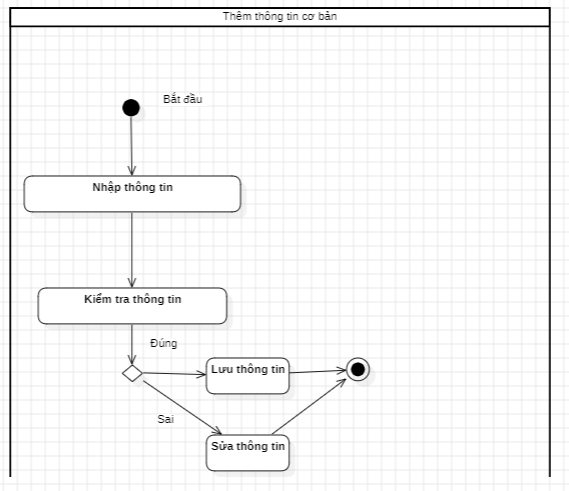 Thêm thông tin cơ bản
Bắt đầu
Nhập thông tin
Kiểm tra thông tin
Đúng
Lưu thông tin
Sai
Sửa thông tin